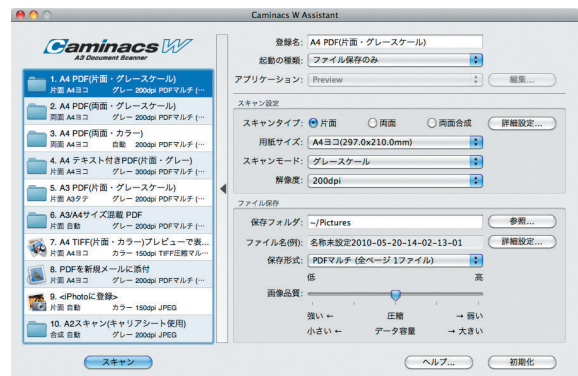 Caminacs W Assistant
Caminacs W
A3 Document Scanner
1. A4 PDF(片面・グレースケール)
片面 A4ヨコ グレー 200dpi PDFマルチ (…
2. A4 PDF(両面・グレースケール)
両面 A4ヨコ グレー 200dpi PDFマルチ (…
3. A4 PDF(両面・カラー)
両面 A4ヨコ 自動 200dpi PDFマルチ (…
4. A4 テキスト付きPDF(片面・グレー)
片面 A4ヨコ グレー 300dpi PDFマルチ (…
5. A3 PDF(片面・グレースケール)
片面 A3タテ グレー 200dpi PDFマルチ (…
6. A3/A4サイズ混載 PDF
片面 自動 グレー 200dpi PDFマルチ (…
7. A4 TIFF(片面・カラー)プレビューで表…
片面 A4ヨコ カラー 150dpi TIFF圧縮マル…
8. PDFを新規メールに添付
片面 A4ヨコ グレー 200dpi PDFマルチ (…
9. <iPhotoに登録>
片面 自動 カラー 150dpi JPEG
10. A2スキャン(キャリアシート使用)
合成 自動 グレー 200dpi JPEG
スキャン
登録名: A4 PDF(片面・グレースケール)
起動の種類: ファイル保存のみ
アプリケーション: Preview 編集...
スキャン設定
スキャンタイプ: 片面 両面 両面合成 詳細設定...
用紙サイズ: A4ヨコ(297.0x210.0mm)
スキャンモード: グレースケール
解像度: 200dpi
ファイル保存
保存フォルダ: ~/Pictures 参照...
ファイル名(例): 名称未設定2010-05-20-14-02-13-01 詳細設定...
保存形式: PDFマルチ (全ページ 1ファイル)
低 高
画像品質:
強い ← 圧縮 → 弱い
小さい ← データ容量 → 大きい
ヘルプ... 初期化